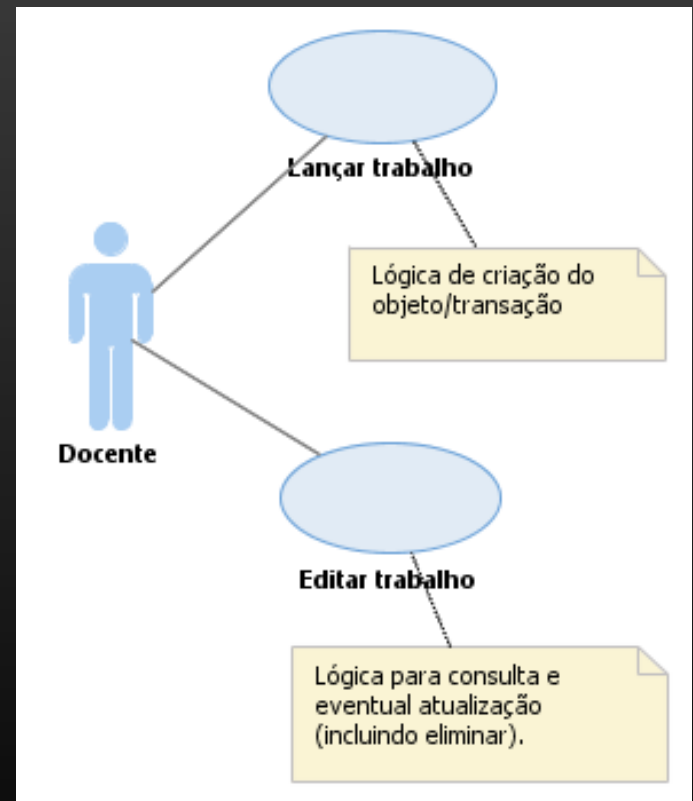 Lançar trabalho
Lógica de criação do
objeto/transação
Docente
Editar trabalho
Lógica para consulta e
eventual atualização
(incluindo eliminar).